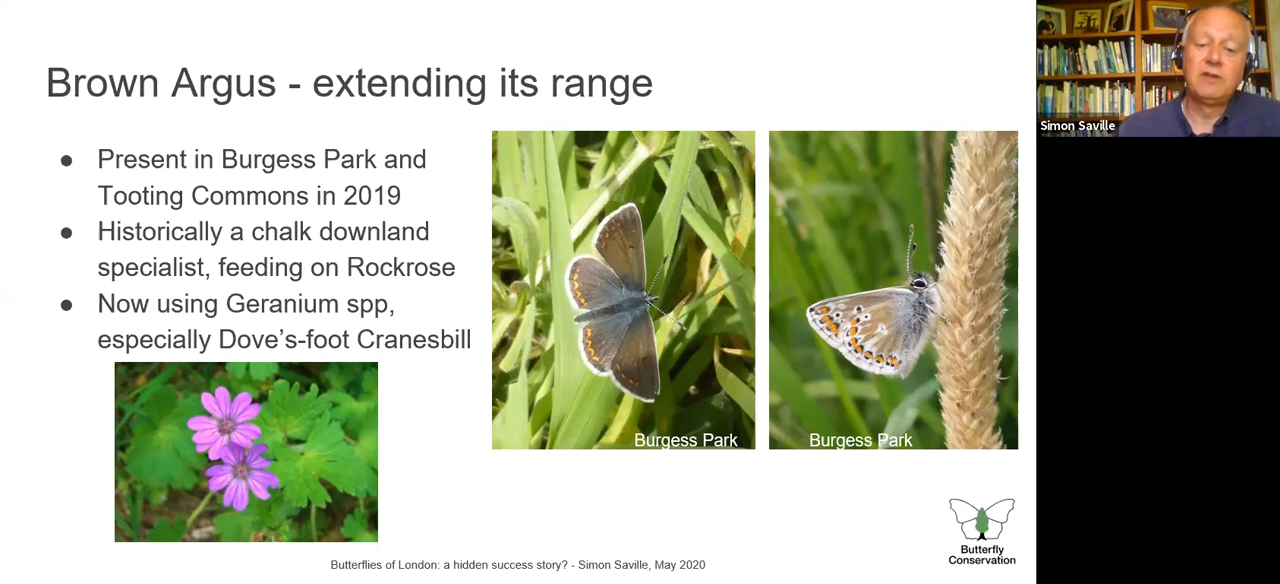 Brown Argus - extending its range
● Present in Burgess Park and
Tooting Commons in 2019
● Historically a chalk downland
specialist, feeding on Rockrose
● Now using Geranium spp,
especially Dove's-foot Cranesbill
Burgess Park
Burgess Park
Butterfly
Conservation
Butterflies of London: a hidden success story? - Simon Saville, May 2020
Simon Saville